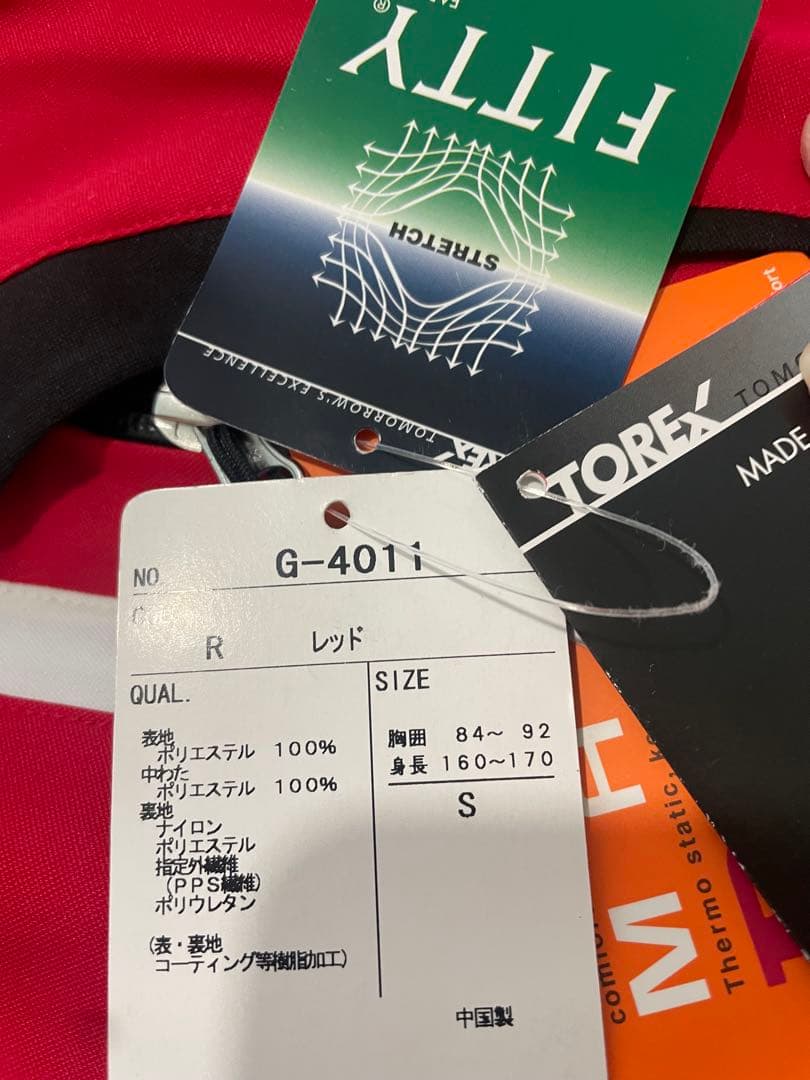 FITTY®
STRETCH
TOMORROW'S EXCELLENCE
TOREX
MADE
NO G-4011
R レッド
QUAL.
表地
ポリエステル 100%
中わた
ポリエステル 100%
裏地
ナイロン
ポリエステル
指定外繊維
(PPS繊維)
ポリウレタン
(表・裏地
コーティング等樹脂加工)
SIZE
胸囲 84~ 92
身長 160~170
S
中国製
Thermo static,